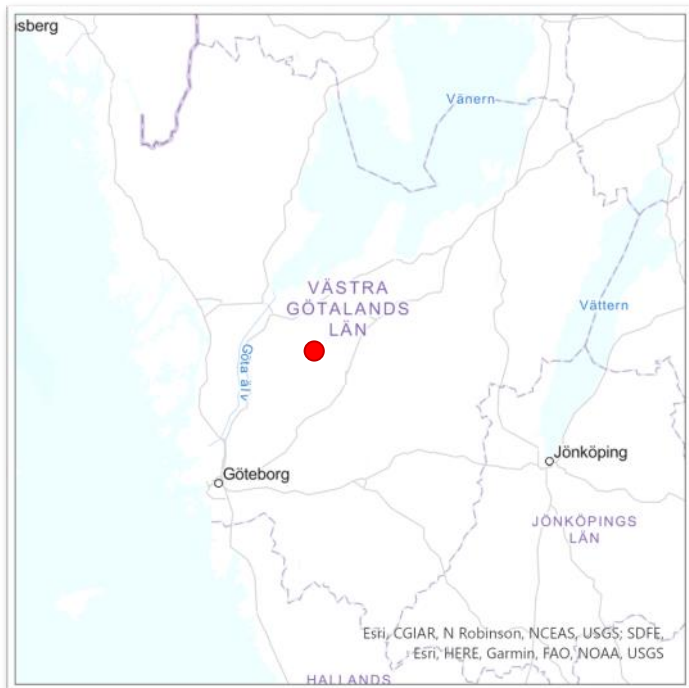 nsberg
Vänern
VÄSTRA
GÖTALANDS
LÄN
Vättern
Göta älv
Jönköping
Göteborg
JÖNKÖPINGS
LÄN
Esri, CGIAR, N Robinson, NCEAS, USGS; SDFE,
Esri, HERE, Garmin, FAO, NOAA, USGS
HALLANDS